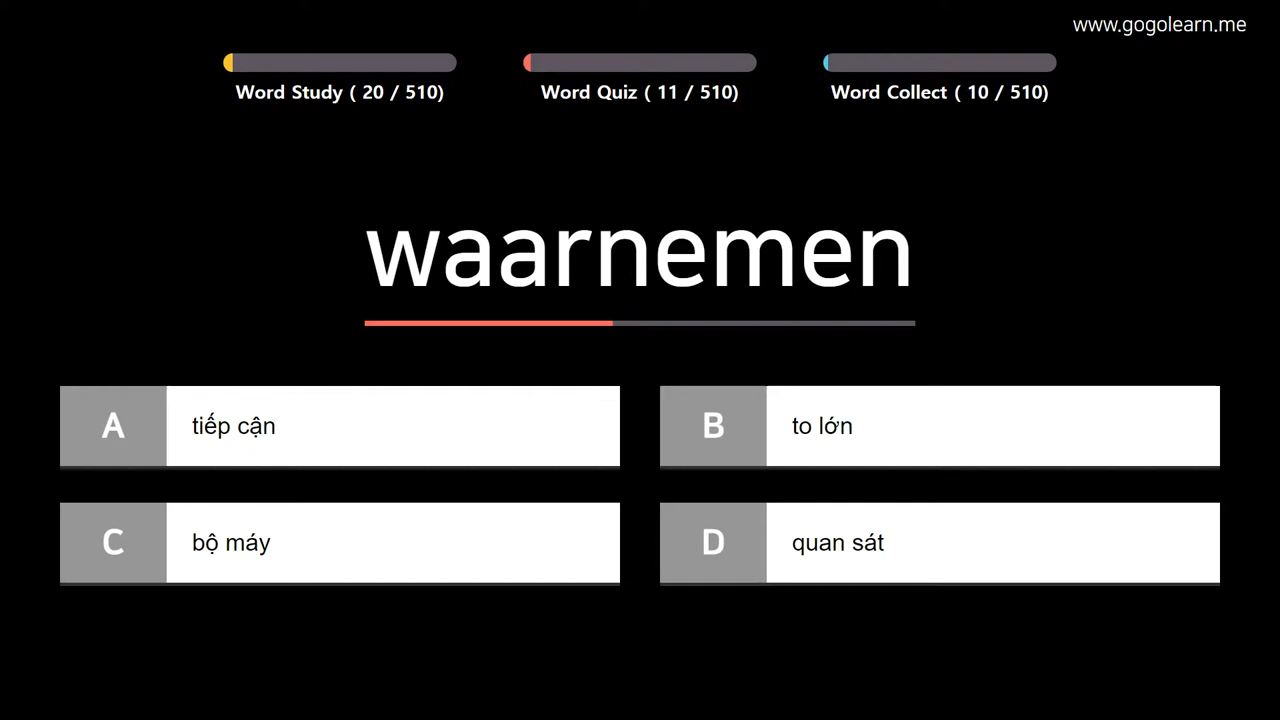 www.gogolearn.me
Word Study ( 20 / 510)
Word Quiz ( 11 / 510)
Word Collect ( 10 / 510)
waarnemen
A tiếp cận
B to lớn
C bộ máy
D quan sát